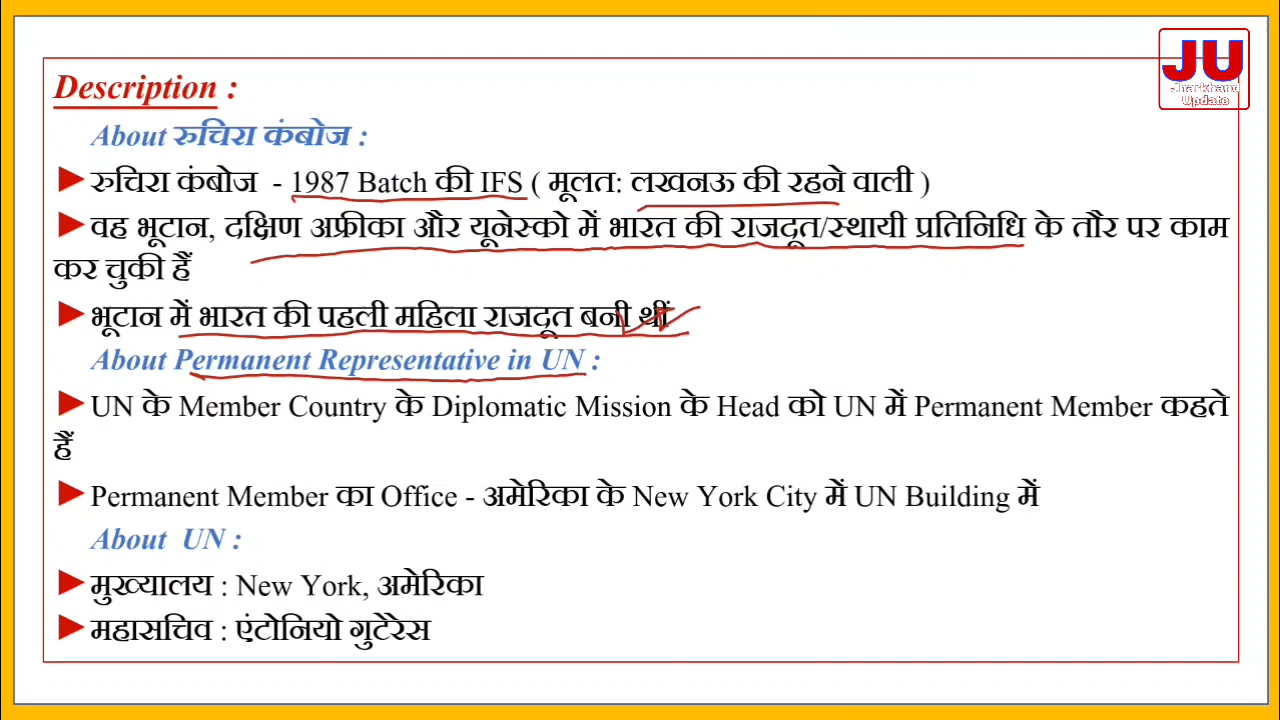 JU
Jharkhand
Update
Description :
About रुचिरा कंबोज :
रुचिरा कंबोज - 1987 Batch की IFS ( मूलत: लखनऊ की रहने वाली )
वह भूटान, दक्षिण अफ्रीका और यूनेस्को में भारत की राजदूत/स्थायी प्रतिनिधि के तौर पर काम
कर चुकी हैं
भूटान में भारत की पहली महिला राजदूत बनी थीं
About Permanent Representative in UN :
UN के Member Country के Diplomatic Mission के Head को UN में Permanent Member कहते
हैं
Permanent Member का Office - अमेरिका के New York City में UN Building में
About UN :
मुख्यालय : New York, अमेरिका
महासचिव : एंटोनियो गुटेरेस